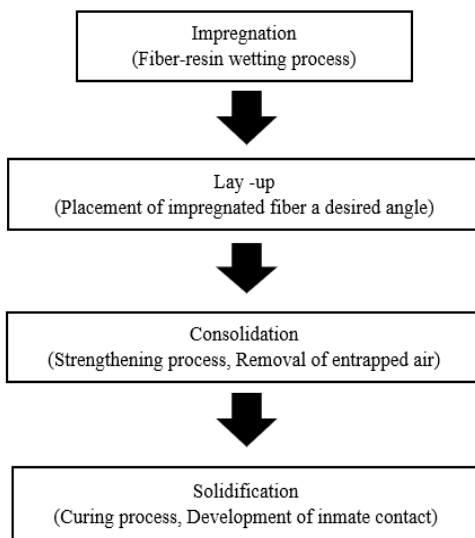 Impregnation
(Fiber-resin wetting process)
Lay -up
(Placement of impregnated fiber a desired angle)
Consolidation
(Strengthening process, Removal of entrapped air)
Solidification
(Curing process, Development of inmate contact)